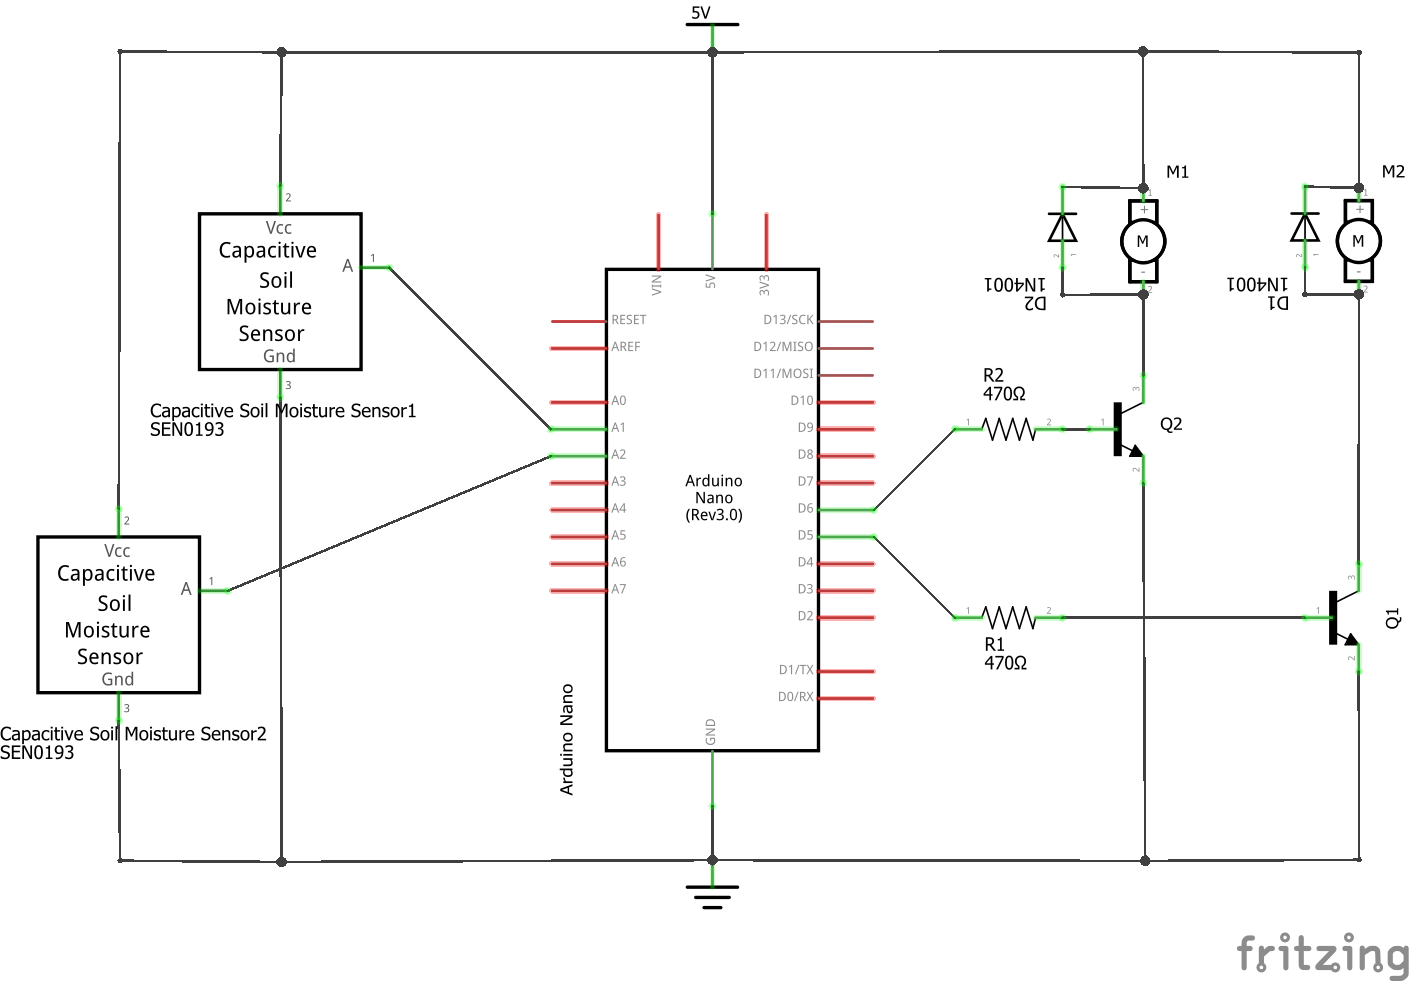 5V
M1
M2
2
Vcc
Capacitive
Soil
Moisture
Sensor
Gnd
A
1
3
Capacitive Soil Moisture Sensor1
SEN0193
2
Vcc
Capacitive
Soil
Moisture
Sensor
Gnd
A
1
3
Capacitive Soil Moisture Sensor2
SEN0193
VIN
5V
3V3
RESET
AREF
A0
A1
A2
A3
A4
A5
A6
A7
D13/SCK
D12/MISO
D11/MOSI
D10
D9
D8
D7
D6
D5
D4
D3
D2
D1/TX
D0/RX
GND
Arduino
Nano
(Rev3.0)
Arduino Nano
1
+
M
-
2
2
1
D2
1N4001
1
+
M
-
2
2
1
D1
1N4001
R2
470Ω
1
2
1
3
2
Q2
1
2
R1
470Ω
1
3
2
Q1
fritzing